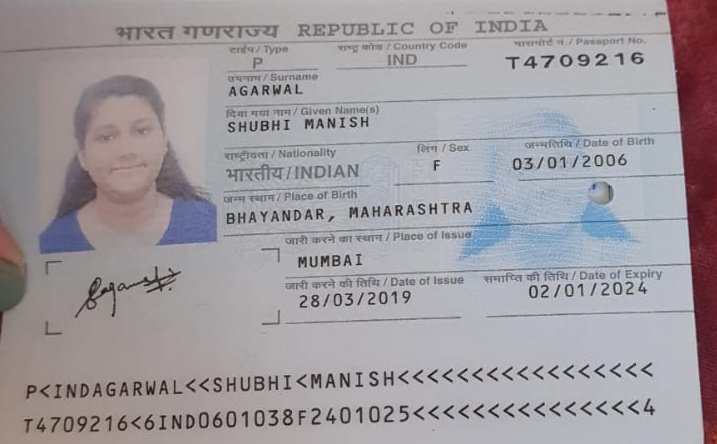 भारत गणराज्य REPUBLIC OF INDIA
टाईप / Type राष्ट्र कोड / Country Code पासपोर्ट नं. / Passport No.
P IND T4709216
उपनाम / Surname
AGARWAL
दिया गया नाम / Given Name(s)
SHUBHI MANISH
राष्ट्रीयता / Nationality लिंग / Sex जन्मतिथि / Date of Birth
भारतीय / INDIAN F 03/01/2006
जन्म स्थान / Place of Birth
BHAYANDAR, MAHARASHTRA
जारी करने का स्थान / Place of Issue
MUMBAI
जारी करने की तिथि / Date of Issue समाप्ति की तिथि / Date of Expiry
28/03/2019 02/01/2024
P<INDAGARWAL<<SHUBHI<MANISH<<<<<<<<<<<<<<<<<
T4709216<6IND0601038F2401025<<<<<<<<<<<<<<<4